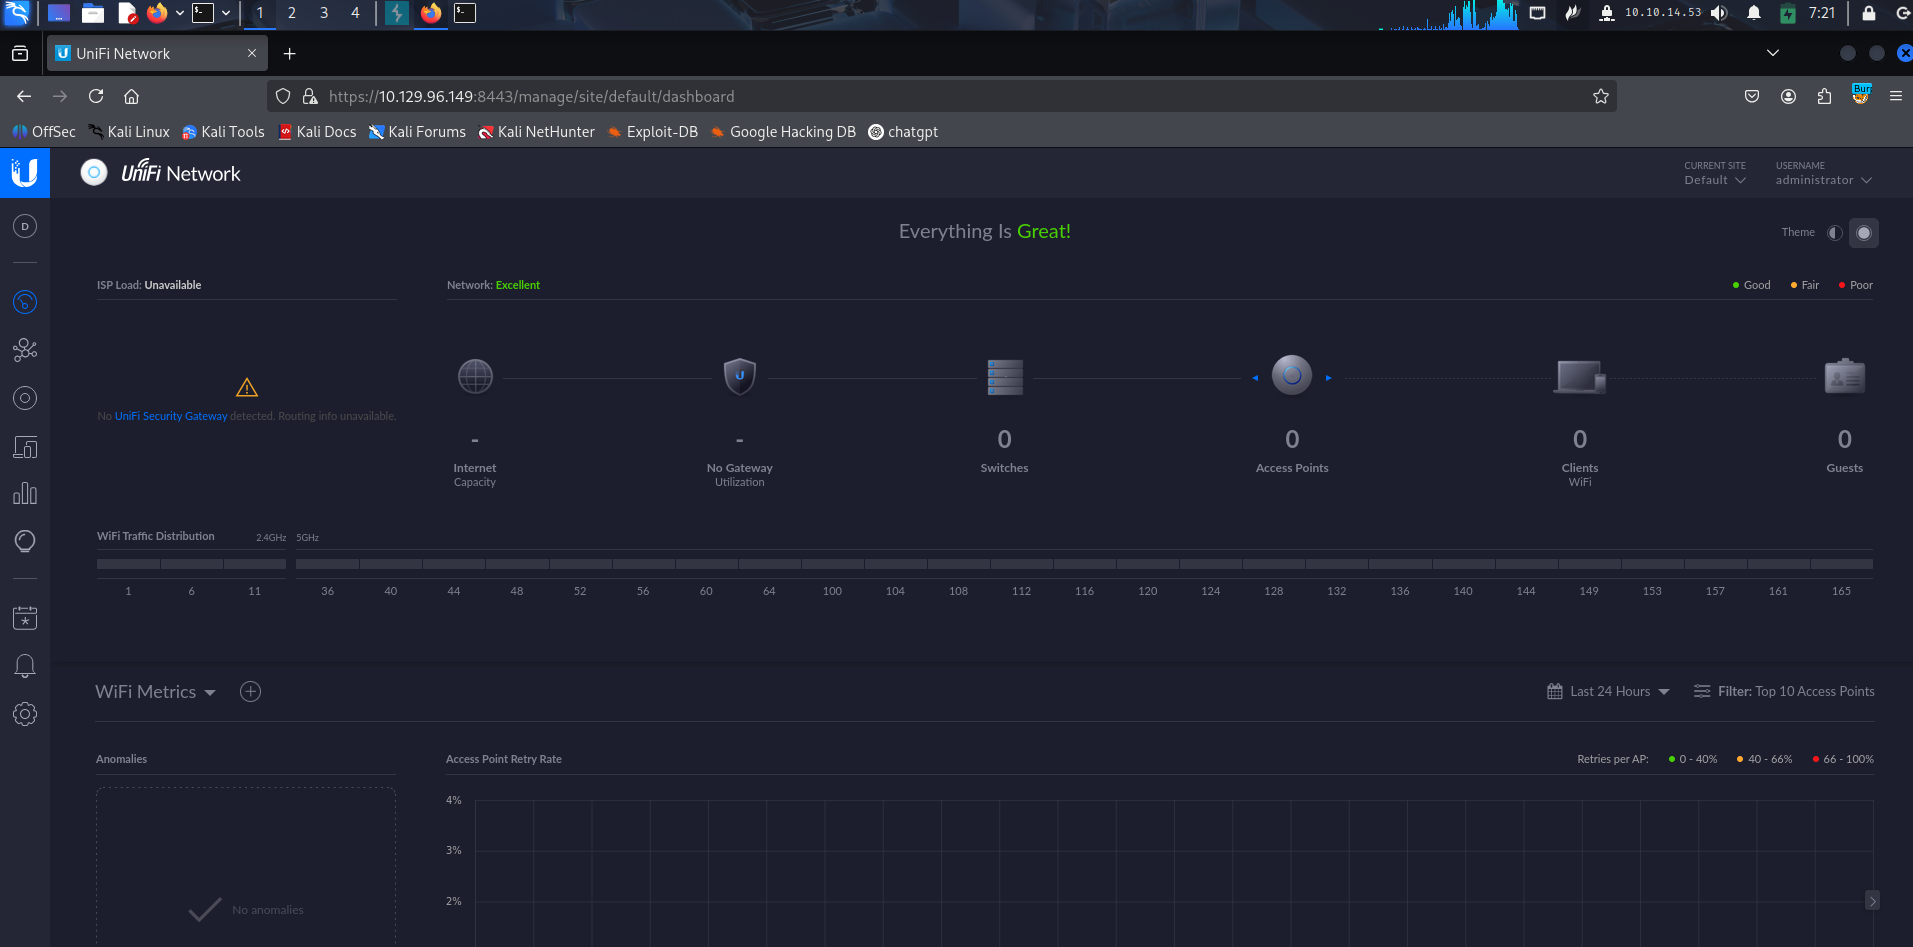 1 2 3 4 10.10.14.53 7:21
UniFi Network
https://10.129.96.149:8443/manage/site/default/dashboard
OffSec Kali Linux Kali Tools Kali Docs Kali Forums Kali NetHunter Exploit-DB Google Hacking DB chatgpt
UniFi Network
CURRENT SITE USERNAME
Default administrator
D
Everything Is Great!
Theme
ISP Load: Unavailable Network: Excellent Good Fair Poor
No UniFi Security Gateway detected. Routing info unavailable.
- - 0 0 0 0
Internet No Gateway Switches Access Points Clients Guests
Capacity Utilization WiFi
WiFi Traffic Distribution 2.4GHz 5GHz
1 6 11 36 40 44 48 52 56 60 64 100 104 108 112 116 120 124 128 132 136 140 144 149 153 157 161 165
WiFi Metrics Last 24 Hours Filter: Top 10 Access Points
Anomalies Access Point Retry Rate Retries per AP: 0 - 40% 40 - 66% 66 - 100%
4%
3%
2%
No anomalies